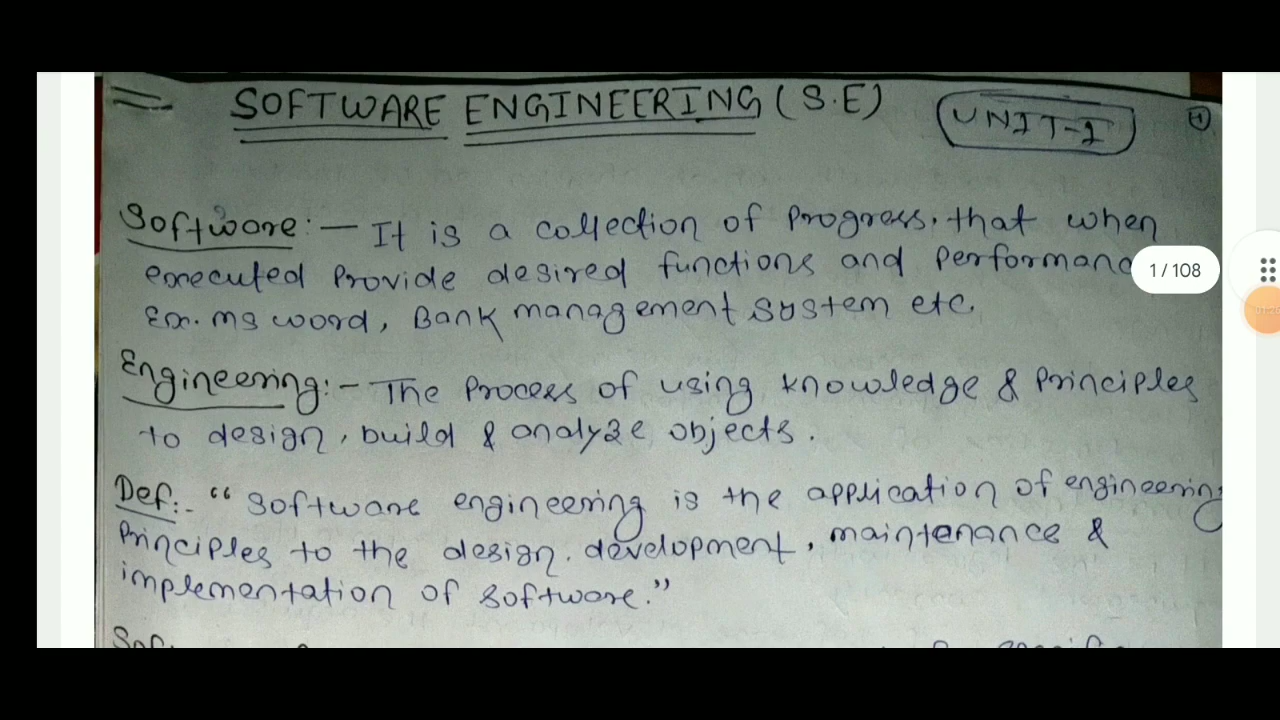 SOFTWARE ENGINEERING (S.E)
UNIT-I
1
Software:- It is a collection of Progress. that when
executed Provide desired functions and Performanc
1 / 108
Ex. ms word, Bank management system etc.
Engineering:- The Process of using knowledge & Principles
to design, build & analyze objects.
Def:- "Software engineering is the application of engineering
Principles to the design. development, maintenance &
implementation of software."